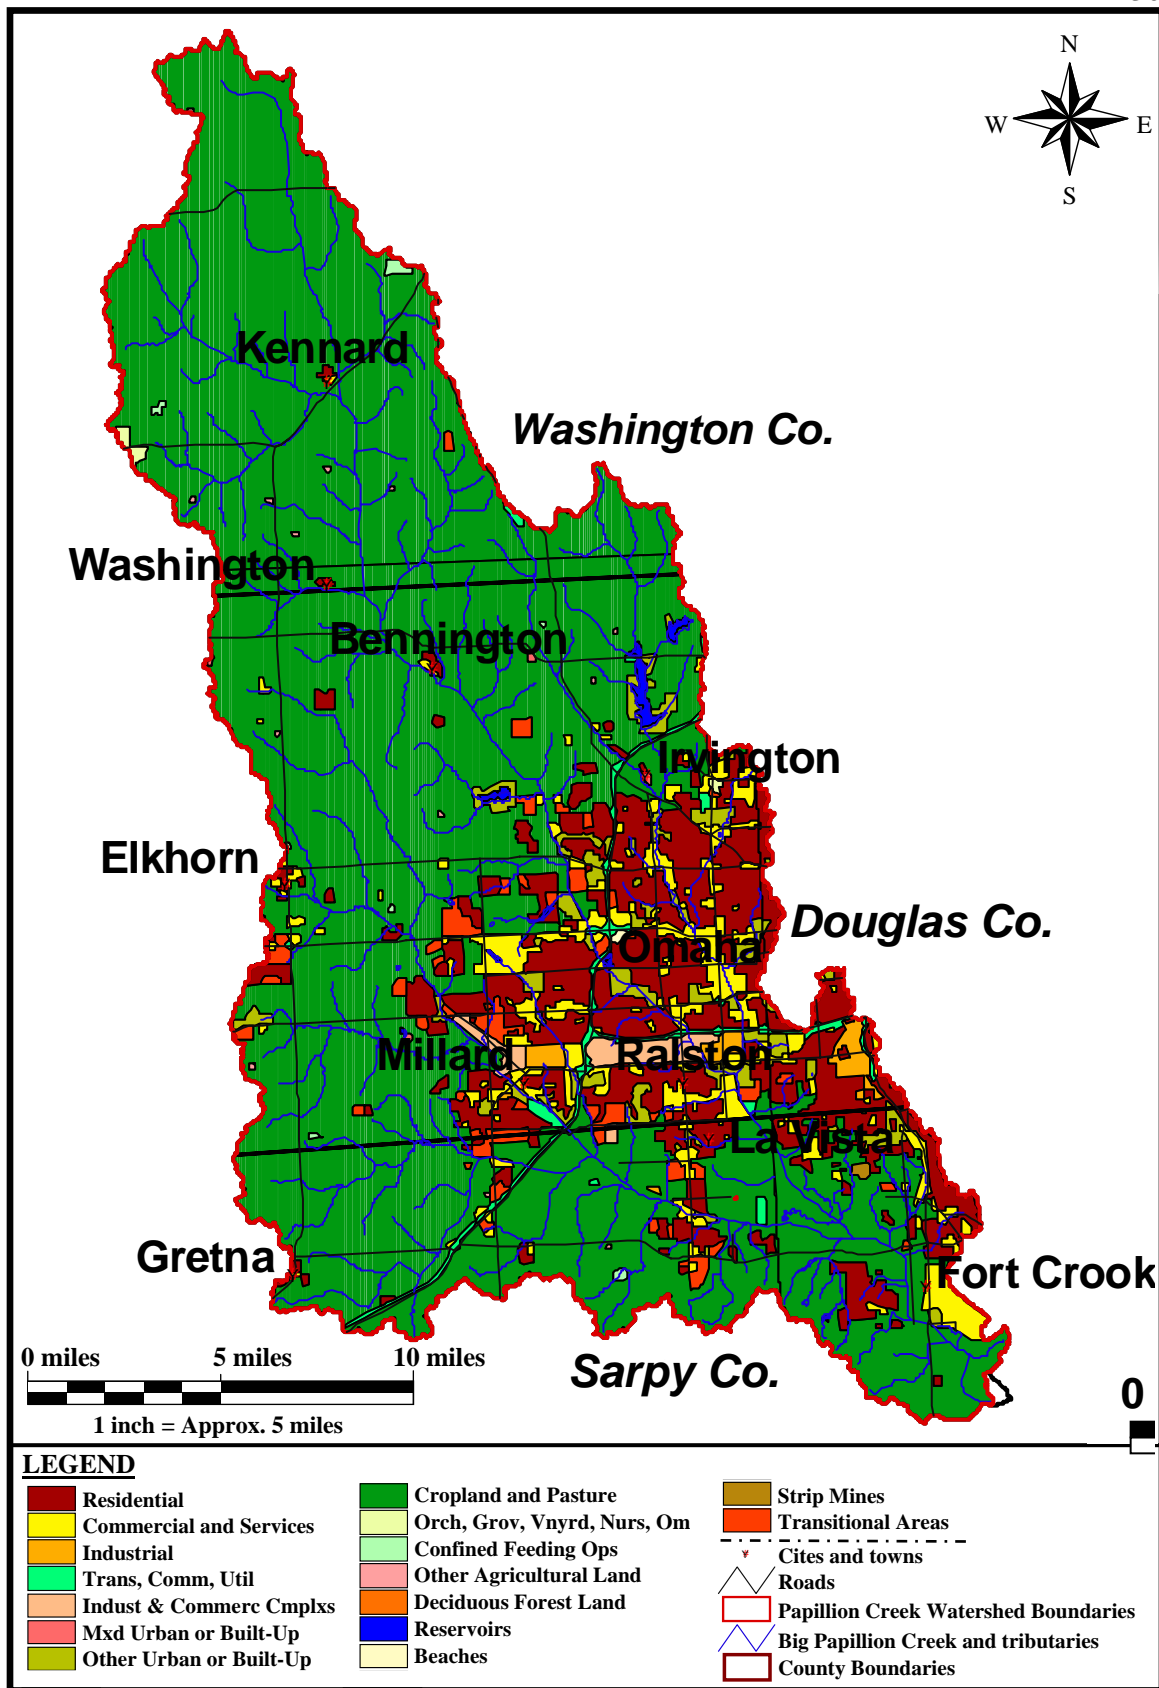 N
W
E
S
Kennard
Washington Co.
Washington
Bennington
Irvington
Elkhorn
Douglas Co.
Omaha
Millard
Ralston
La Vista
Gretna
Fort Crook
Sarpy Co.
0 miles 5 miles 10 miles
1 inch = Approx. 5 miles
0
LEGEND
Residential
Commercial and Services
Industrial
Trans, Comm, Util
Indust & Commerc Cmplxs
Mxd Urban or Built-Up
Other Urban or Built-Up
Cropland and Pasture
Orch, Grov, Vnyrd, Nurs, Orn
Confined Feeding Ops
Other Agricultural Land
Deciduous Forest Land
Reservoirs
Beaches
Strip Mines
Transitional Areas
Cites and towns
Roads
Papillion Creek Watershed Boundaries
Big Papillion Creek and tributaries
County Boundaries